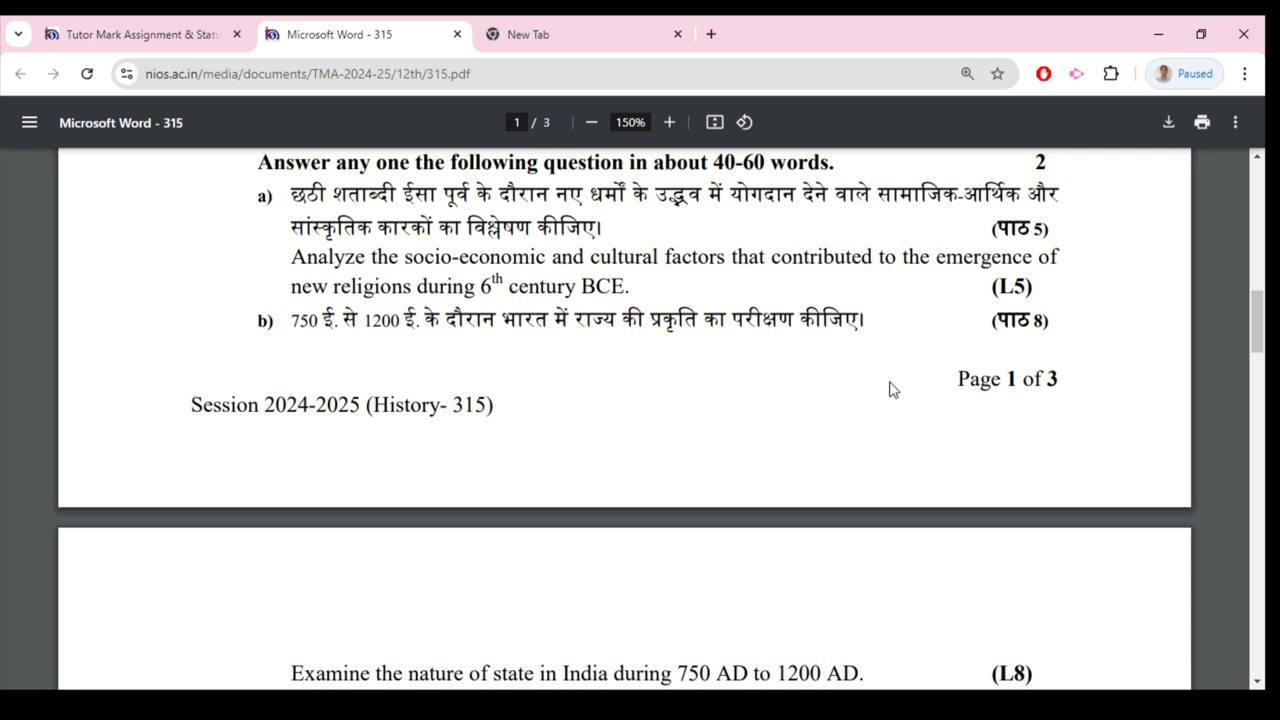 Tutor Mark Assignment & Statu
Microsoft Word - 315
New Tab
nios.ac.in/media/documents/TMA-2024-25/12th/315.pdf
Paused
Microsoft Word - 315
1 / 3
150%
Answer any one the following question in about 40-60 words. 2
a) छठी शताब्दी ईसा पूर्व के दौरान नए धर्मों के उद्भव में योगदान देने वाले सामाजिक-आर्थिक और
सांस्कृतिक कारकों का विश्लेषण कीजिए। (पाठ 5)
Analyze the socio-economic and cultural factors that contributed to the emergence of
new religions during 6th century BCE. (L5)
b) 750 ई. से 1200 ई. के दौरान भारत में राज्य की प्रकृति का परीक्षण कीजिए। (पाठ 8)
Page 1 of 3
Session 2024-2025 (History- 315)
Examine the nature of state in India during 750 AD to 1200 AD. (L8)